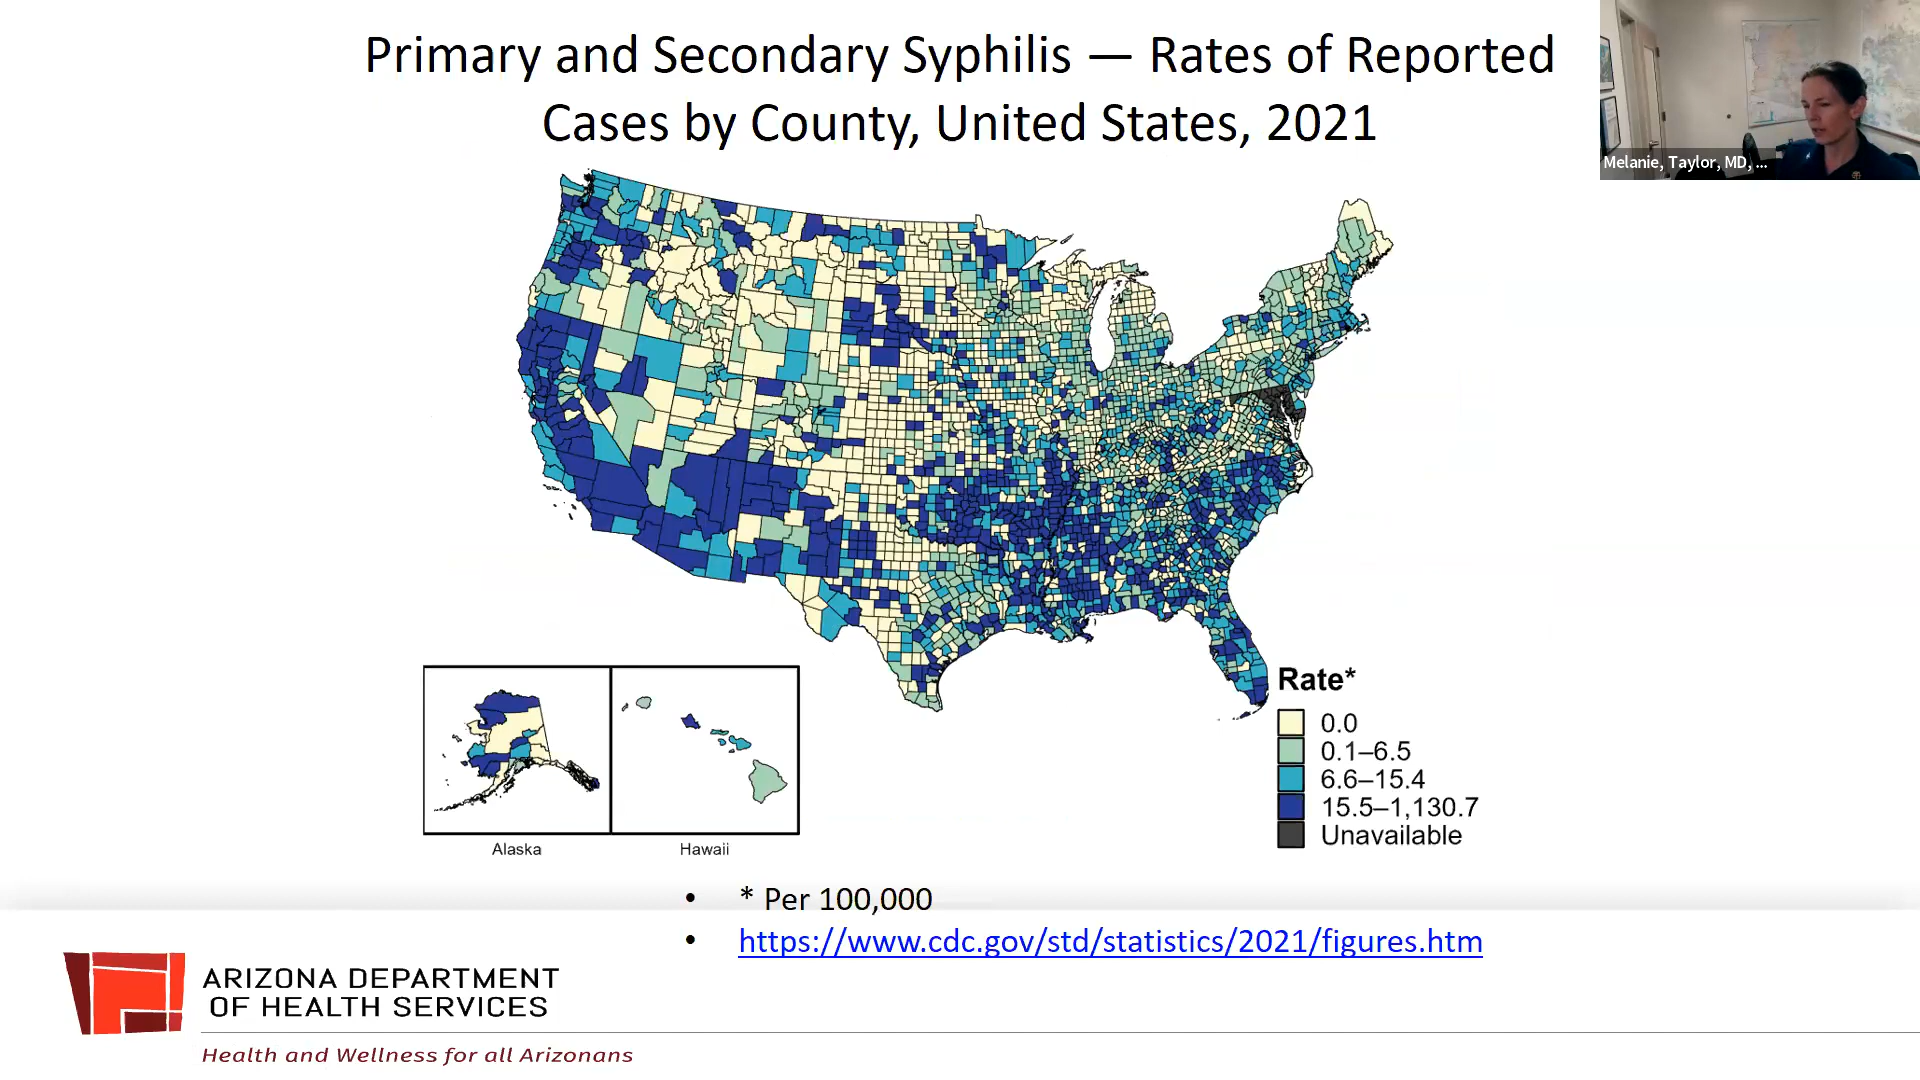 Primary and Secondary Syphilis — Rates of Reported
Cases by County, United States, 2021
Melanie, Taylor, MD, ...
Rate*
0.0
0.1–6.5
6.6–15.4
15.5–1,130.7
Unavailable
Alaska
Hawaii
• * Per 100,000
• https://www.cdc.gov/std/statistics/2021/figures.htm
ARIZONA DEPARTMENT
OF HEALTH SERVICES
Health and Wellness for all Arizonans